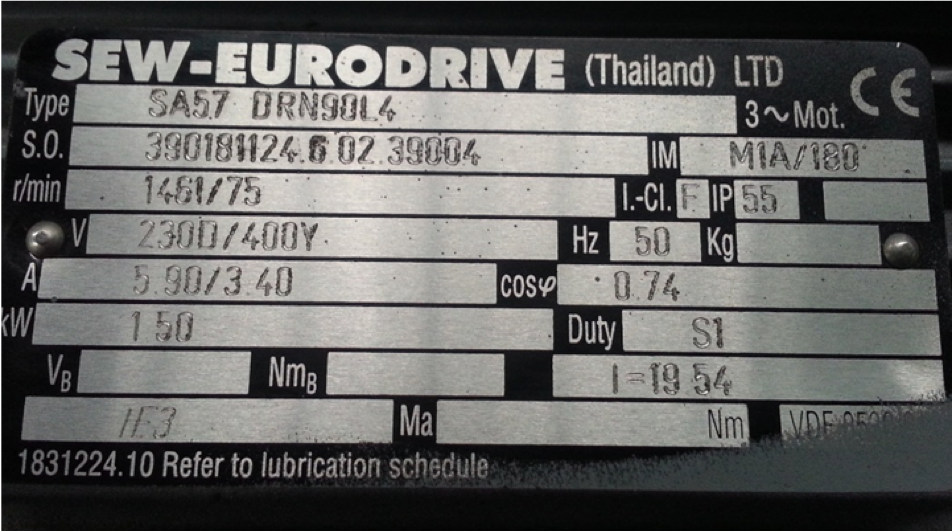 SEW-EURODRIVE (Thailand) LTD
Type SA57 DRN90L4 3~Mot. CE
S.O. 390181124.6.02.39004 IM M1A/180°
r/min 1461/75 I.-Cl. F IP 55
V 230D/400Y Hz 50 Kg
A 5.90/3.40 cosφ 0.74
kW 1.50 Duty S1
VB NmB I=19.54
IE3 Ma Nm VDE
1831224.10 Refer to lubrication schedule